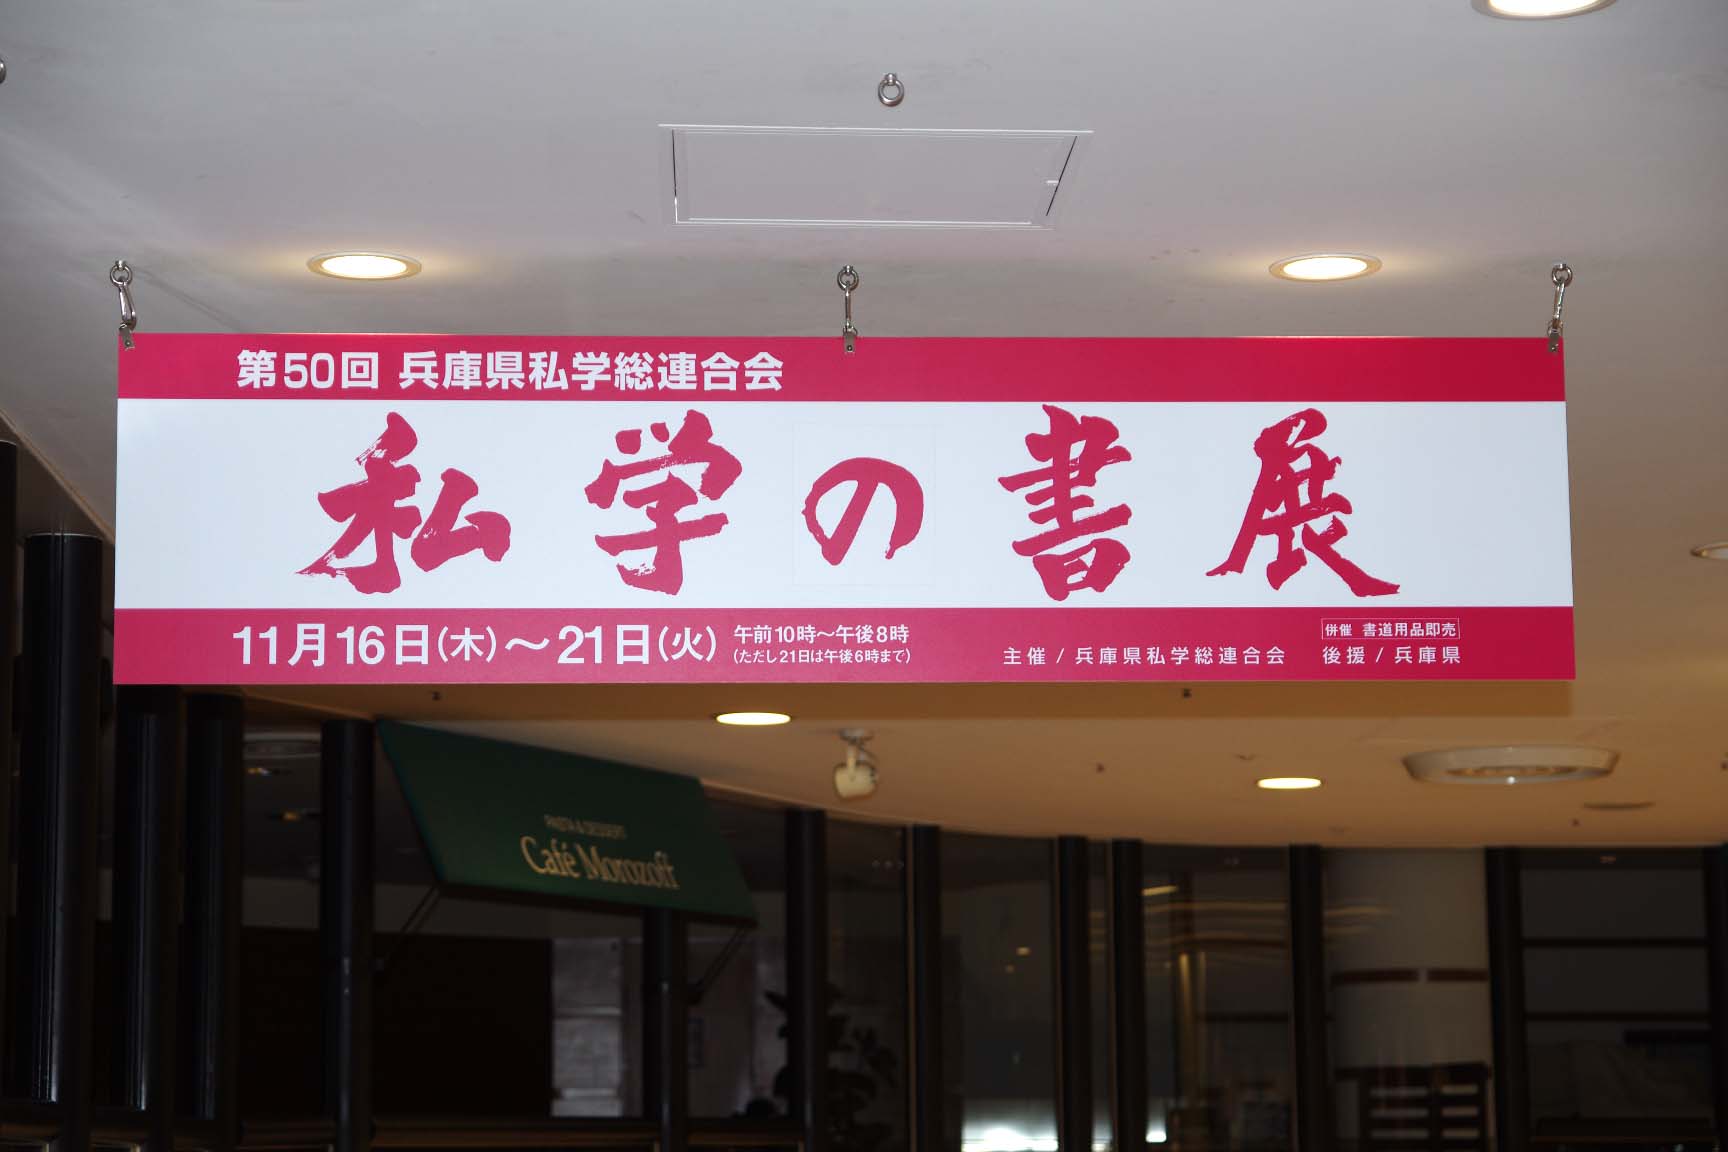 第50回 兵庫県私学総連合会
私学の書展
11月16日(木)～21日(火)
午前10時～午後8時
(ただし21日は午後6時まで)
主催/兵庫県私学総連合会
併催 書道用品即売
後援/兵庫県
PASTA & DESSERT
Café Morozoff